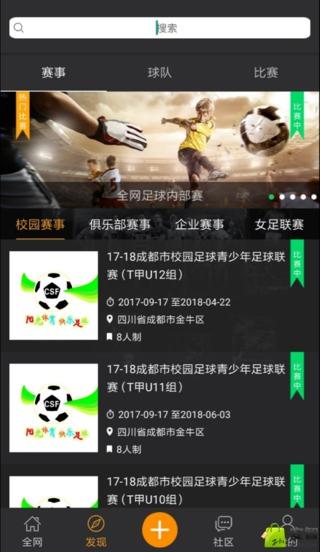 搜索
赛事
球队
比赛
热门比赛
比赛中
全网足球内部赛
校园赛事
俱乐部赛事
企业赛事
女足联赛
17-18成都市校园足球青少年足球联
赛（T甲U12组）
比赛中
CSF
阳光体育 快乐足球
2017-09-17 至2018-04-22
四川省成都市金牛区
8人制
17-18成都市校园足球青少年足球联
赛（T甲U11组）
比赛中
CSF
阳光体育 快乐足球
2017-09-17 至2018-06-03
四川省成都市金牛区
8人制
17-18成都市校园足球青少年足球联
赛（T甲U10组）
比赛中
全网
发现
社区